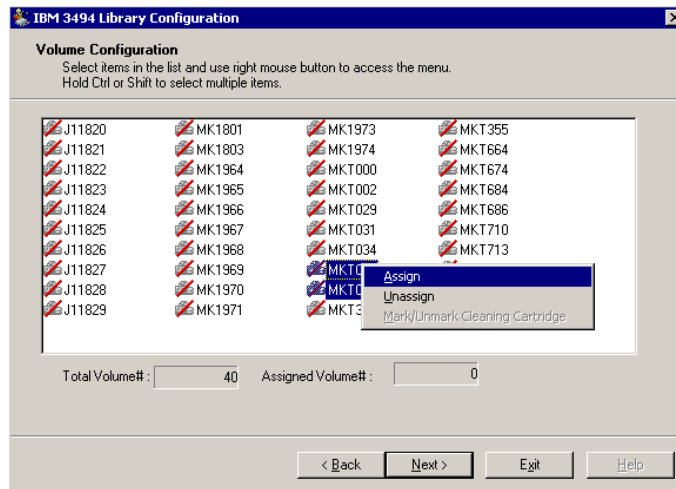 IBM 3494 Library Configuration
Volume Configuration
Select items in the list and use right mouse button to access the menu.
Hold Ctrl or Shift to select multiple items.
J11820 MK1801 MK1973 MKT355
J11821 MK1803 MK1974 MKT664
J11822 MK1964 MKT000 MKT674
J11823 MK1965 MKT002 MKT684
J11824 MK1966 MKT029 MKT686
J11825 MK1967 MKT031 MKT710
J11826 MK1968 MKT034 MKT713
J11827 MK1969
J11828 MK1970
J11829 MK1971
Assign
Unassign
Mark/Unmark Cleaning Cartridge
Total Volume# : 40 Assigned Volume# : 0
< Back Next > Exit Help